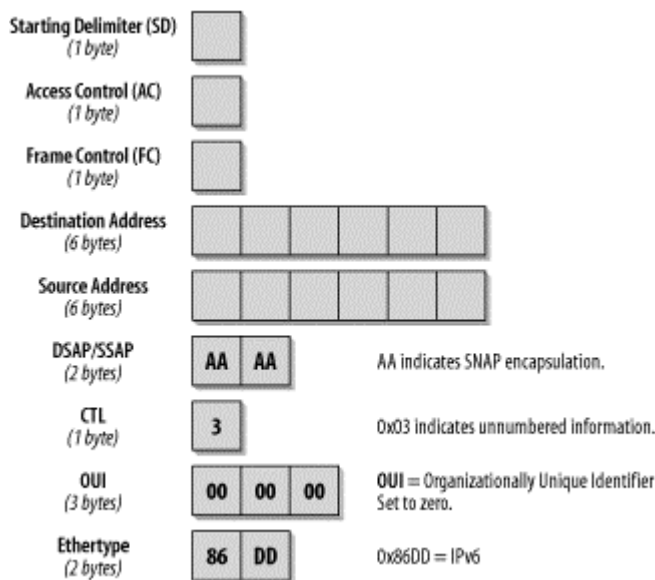 Starting Delimiter (SD)
(1 byte)
Access Control (AC)
(1 byte)
Frame Control (FC)
(1 byte)
Destination Address
(6 bytes)
Source Address
(6 bytes)
DSAP/SSAP
(2 bytes)
AA AA
AA indicates SNAP encapsulation.
CTL
(1 byte)
3
0x03 indicates unnumbered information.
OUI
(3 bytes)
00 00 00
OUI = Organizationally Unique Identifier
Set to zero.
Ethertype
(2 bytes)
86 DD
0x86DD = IPv6